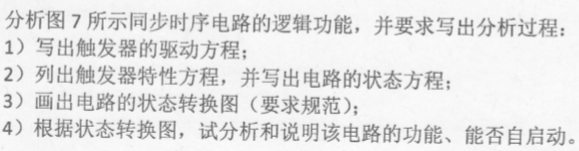 分析图 7 所示同步时序电路的逻辑功能，并要求写出分析过程：
1）写出触发器的驱动方程；
2）列出触发器特性方程，并写出电路的状态方程；
3）画出电路的状态转换图（要求规范）；
4）根据状态转换图，试分析和说明该电路的功能、能否自启动。